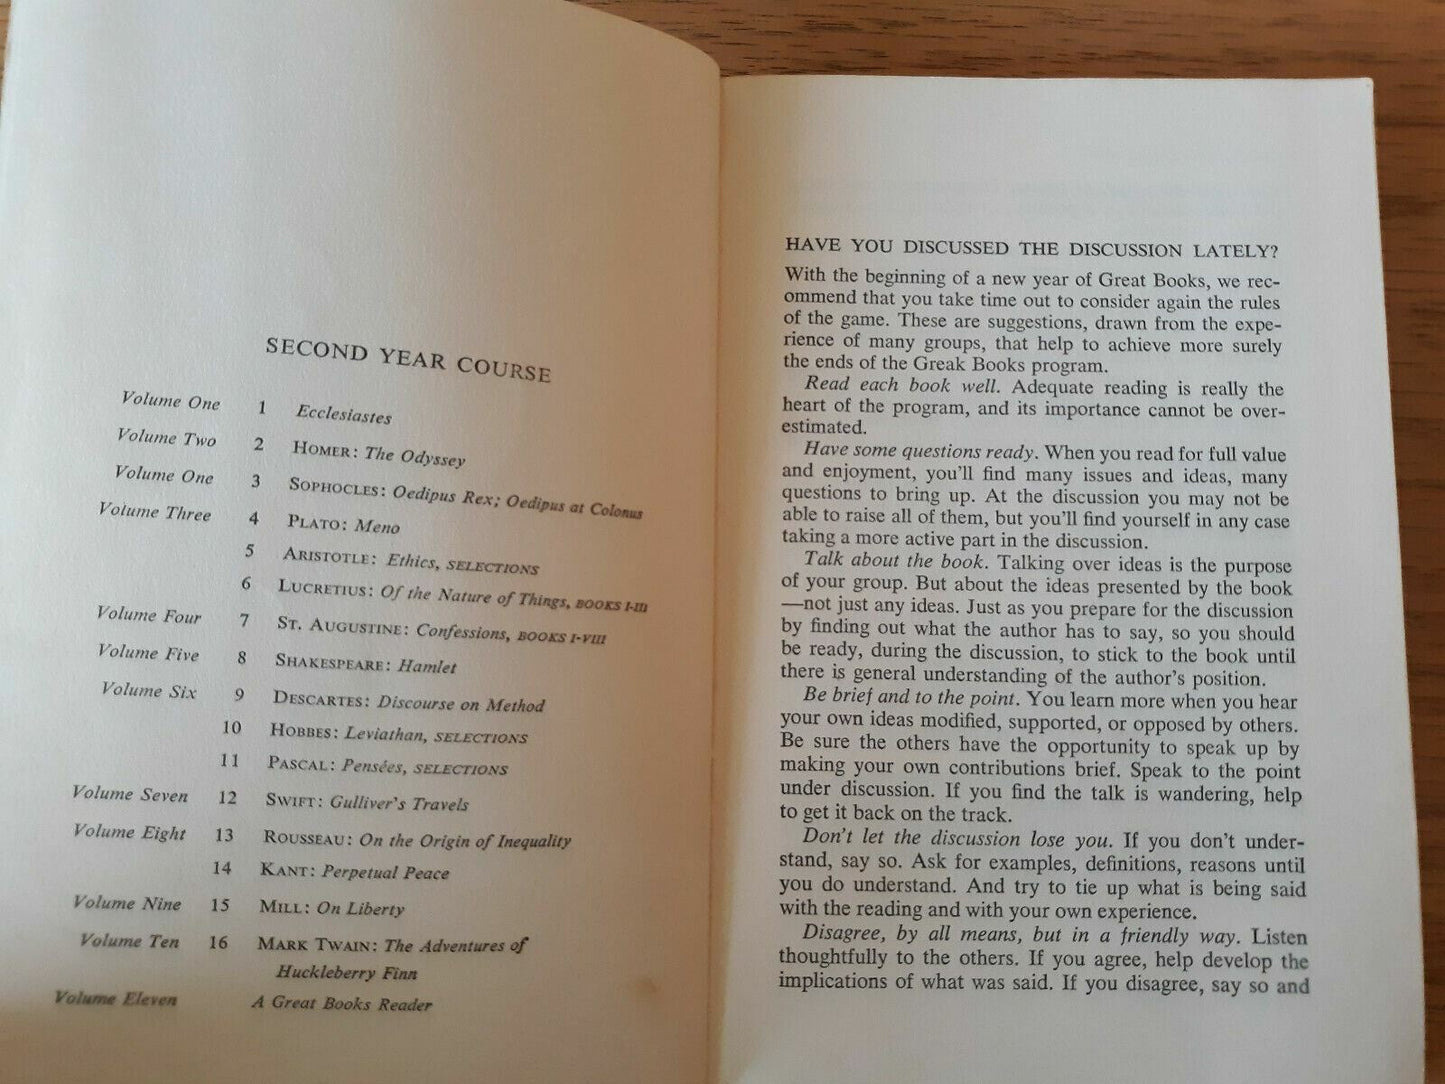 SECOND YEAR COURSE
Volume One 1 Ecclesiastes
Volume Two 2 HOMER: The Odyssey
Volume One 3 SOPHOCLES: Oedipus Rex; Oedipus at Colonus
Volume Three 4 PLATO: Meno
5 ARISTOTLE: Ethics, SELECTIONS
6 LUCRETIUS: Of the Nature of Things, BOOKS I-III
Volume Four 7 ST. AUGUSTINE: Confessions, BOOKS I-VIII
Volume Five 8 SHAKESPEARE: Hamlet
Volume Six 9 DESCARTES: Discourse on Method
10 HOBBES: Leviathan, SELECTIONS
11 PASCAL: Pensées, SELECTIONS
Volume Seven 12 SWIFT: Gulliver's Travels
Volume Eight 13 ROUSSEAU: On the Origin of Inequality
14 KANT: Perpetual Peace
Volume Nine 15 MILL: On Liberty
Volume Ten 16 MARK TWAIN: The Adventures of
Huckleberry Finn
Volume Eleven A Great Books Reader
HAVE YOU DISCUSSED THE DISCUSSION LATELY?
With the beginning of a new year of Great Books, we rec-
ommend that you take time out to consider again the rules
of the game. These are suggestions, drawn from the expe-
rience of many groups, that help to achieve more surely
the ends of the Greak Books program.
Read each book well. Adequate reading is really the
heart of the program, and its importance cannot be over-
estimated.
Have some questions ready. When you read for full value
and enjoyment, you'll find many issues and ideas, many
questions to bring up. At the discussion you may not be
able to raise all of them, but you'll find yourself in any case
taking a more active part in the discussion.
Talk about the book. Talking over ideas is the purpose
of your group. But about the ideas presented by the book
—not just any ideas. Just as you prepare for the discussion
by finding out what the author has to say, so you should
be ready, during the discussion, to stick to the book until
there is general understanding of the author's position.
Be brief and to the point. You learn more when you hear
your own ideas modified, supported, or opposed by others.
Be sure the others have the opportunity to speak up by
making your own contributions brief. Speak to the point
under discussion. If you find the talk is wandering, help
to get it back on the track.
Don't let the discussion lose you. If you don't under-
stand, say so. Ask for examples, definitions, reasons until
you do understand. And try to tie up what is being said
with the reading and with your own experience.
Disagree, by all means, but in a friendly way. Listen
thoughtfully to the others. If you agree, help develop the
implications of what was said. If you disagree, say so and